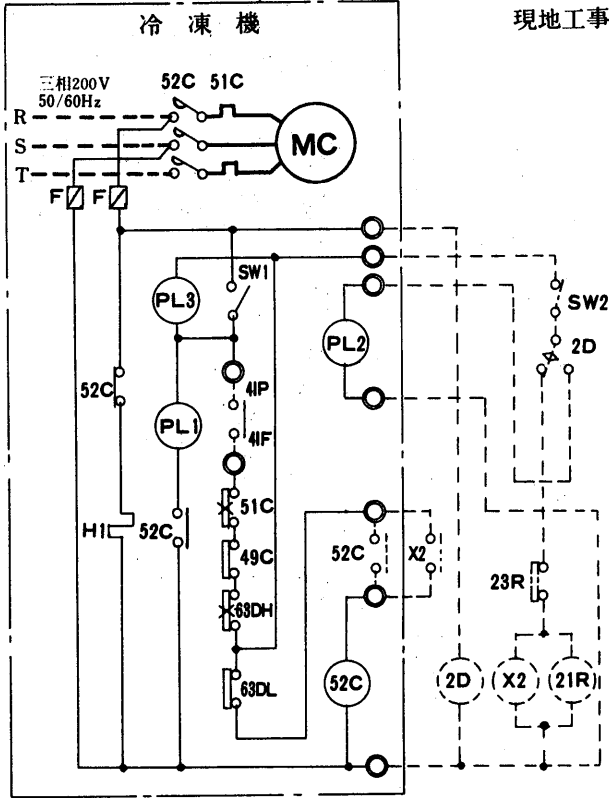 冷凍機
現地工事
三相200V
50/60Hz
52C 51C
R
S
T
MC
F F
SW1
PL3
SW2
PL2
2D
52C
41P
PL1
41F
51C
H1
52C
52C
X2
49C
23R
63DH
63DL
52C
2D
X2
21R